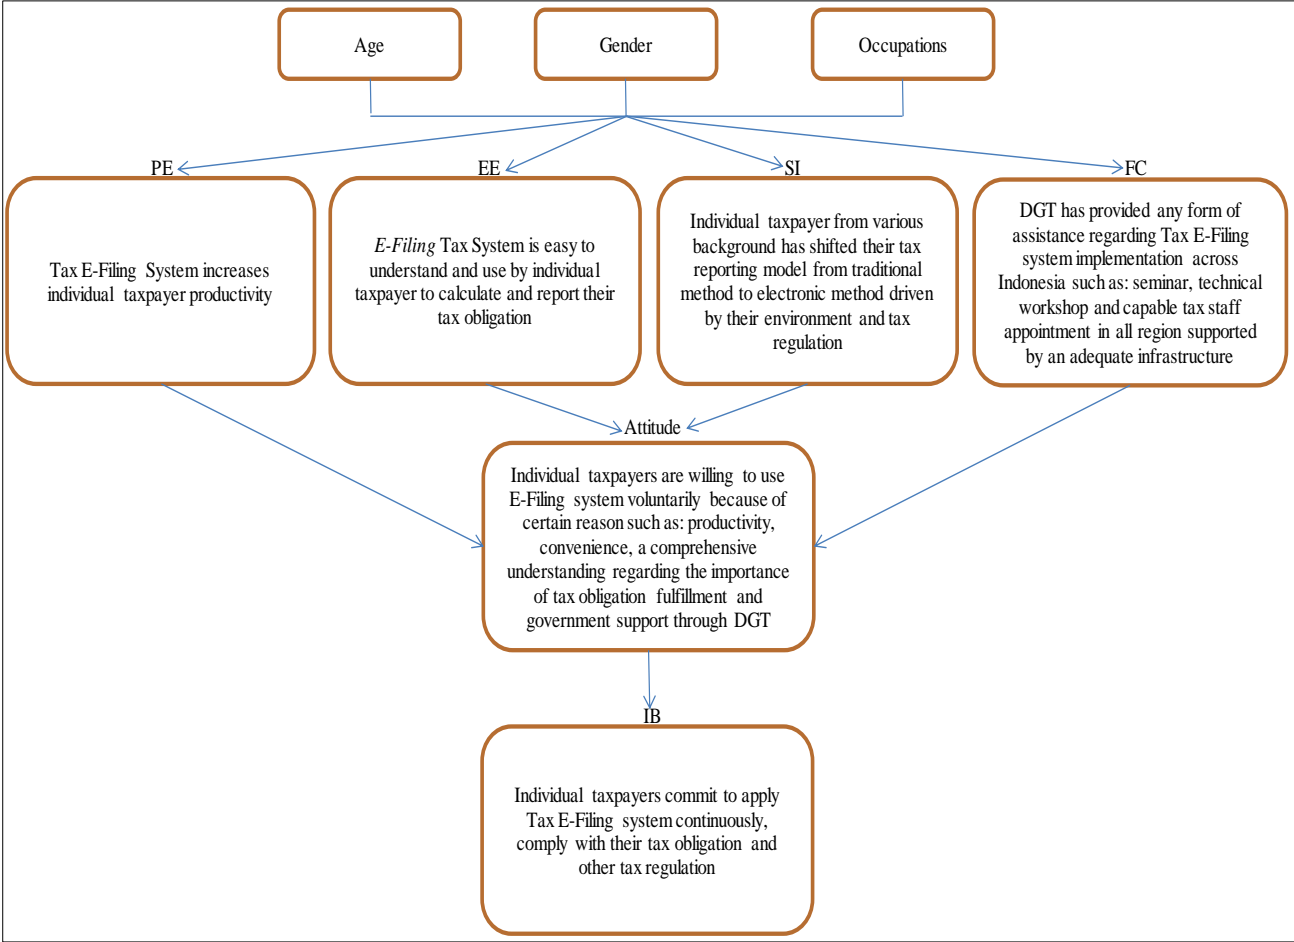 Age
Gender
Occupations
PE
EE
SI
FC
Tax E-Filing System increases
individual taxpayer productivity
E-Filing Tax System is easy to
understand and use by individual
taxpayer to calculate and report their
tax obligation
Individual taxpayer from various
background has shifted their tax
reporting model from traditional
method to electronic method driven
by their environment and tax
regulation
DGT has provided any form of
assistance regarding Tax E-Filing
system implementation across
Indonesia such as: seminar, technical
workshop and capable tax staff
appointment in all region supported
by an adequate infrastructure
Attitude
Individual taxpayers are willing to use
E-Filing system voluntarily because of
certain reason such as: productivity,
convenience, a comprehensive
understanding regarding the importance
of tax obligation fulfillment and
government support through DGT
IB
Individual taxpayers commit to apply
Tax E-Filing system continuously,
comply with their tax obligation and
other tax regulation